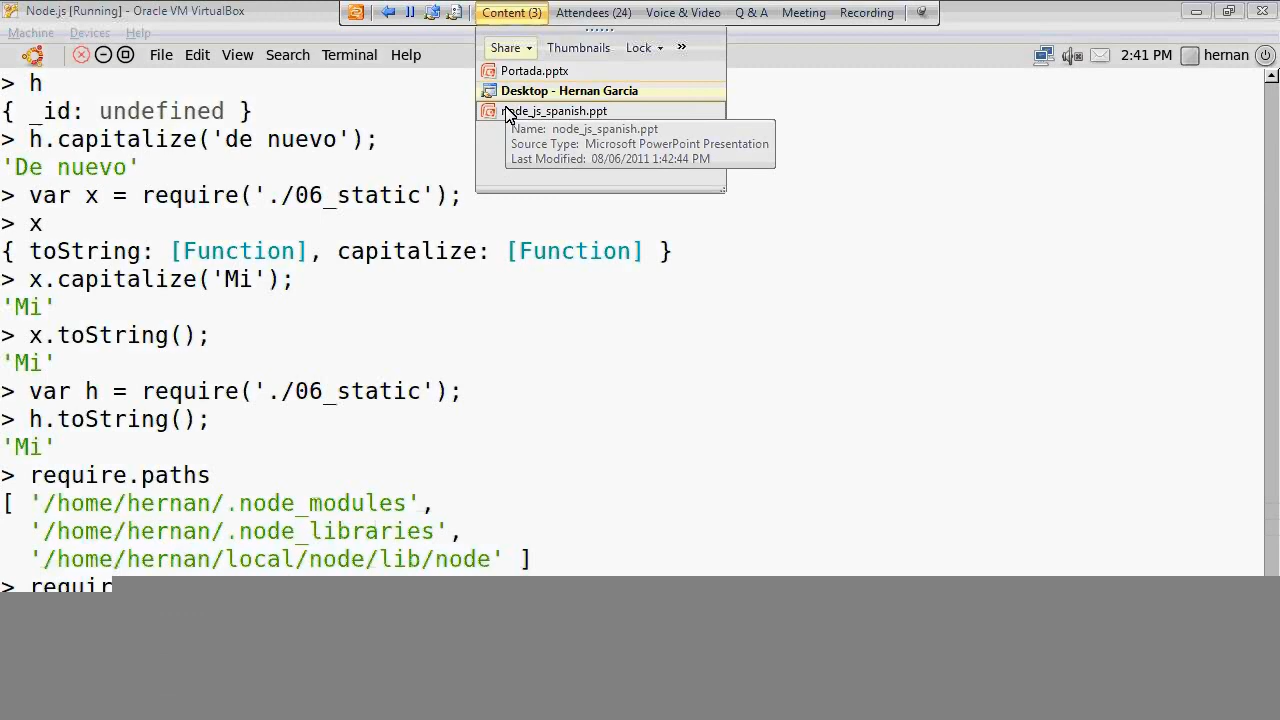 Node.js [Running] - Oracle VM VirtualBox
Content (3) Attendees (24) Voice & Video Q & A Meeting Recording
Machine Devices Help
File Edit View Search Terminal Help
2:41 PM hernan
Share Thumbnails Lock »
Portada.pptx
Desktop - Hernan Garcia
node_js_spanish.ppt
Name: node_js_spanish.ppt
Source Type: Microsoft PowerPoint Presentation
Last Modified: 08/06/2011 1:42:44 PM
> h
{ _id: undefined }
> h.capitalize('de nuevo');
'De nuevo'
> var x = require('./06_static');
> x
{ toString: [Function], capitalize: [Function] }
> x.capitalize('Mi');
'Mi'
> x.toString();
'Mi'
> var h = require('./06_static');
> h.toString();
'Mi'
> require.paths
[ '/home/hernan/.node_modules',
'/home/hernan/.node_libraries',
'/home/hernan/local/node/lib/node' ]
> requir